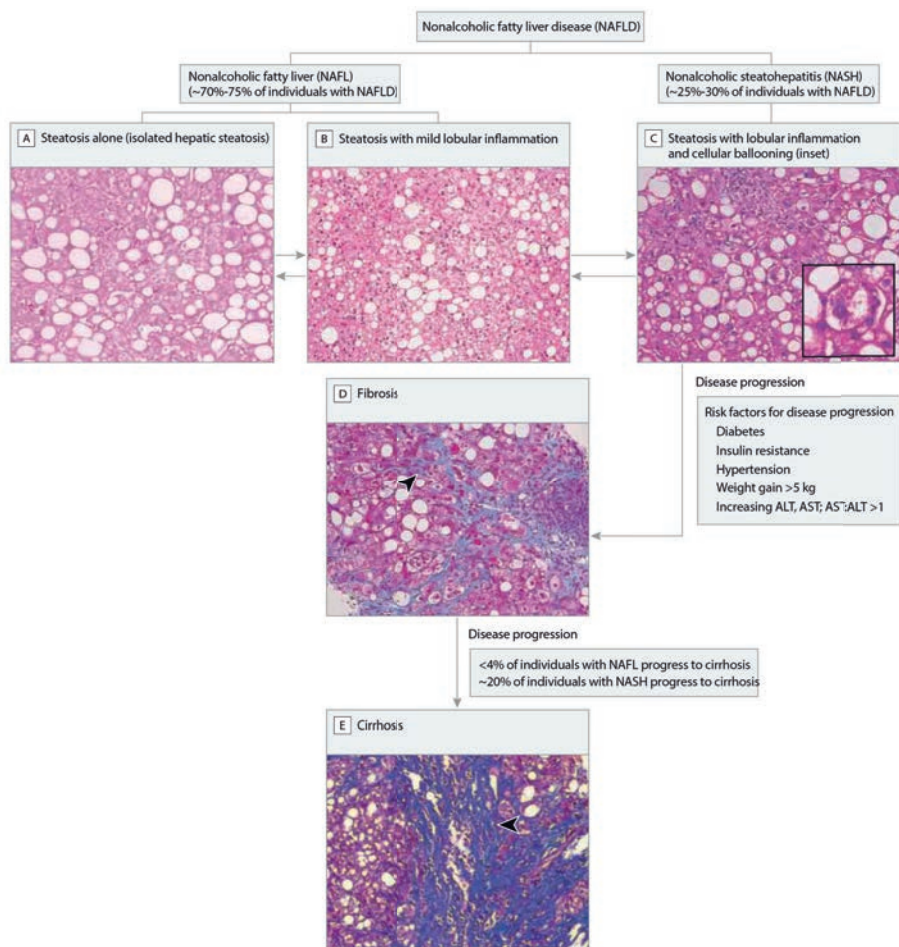 Nonalcoholic fatty liver disease (NAFLD)
Nonalcoholic fatty liver (NAFL)
(~70%-75% of individuals with NAFLD)
Nonalcoholic steatohepatitis (NASH)
(~25%-30% of individuals with NAFLD)
A Steatosis alone (isolated hepatic steatosis)
B Steatosis with mild lobular inflammation
C Steatosis with lobular inflammation
and cellular ballooning (inset)
Disease progression
Risk factors for disease progression
Diabetes
Insulin resistance
Hypertension
Weight gain >5 kg
Increasing ALT, AST; AST:ALT >1
D Fibrosis
Disease progression
<4% of individuals with NAFL progress to cirrhosis
~20% of individuals with NASH progress to cirrhosis
E Cirrhosis